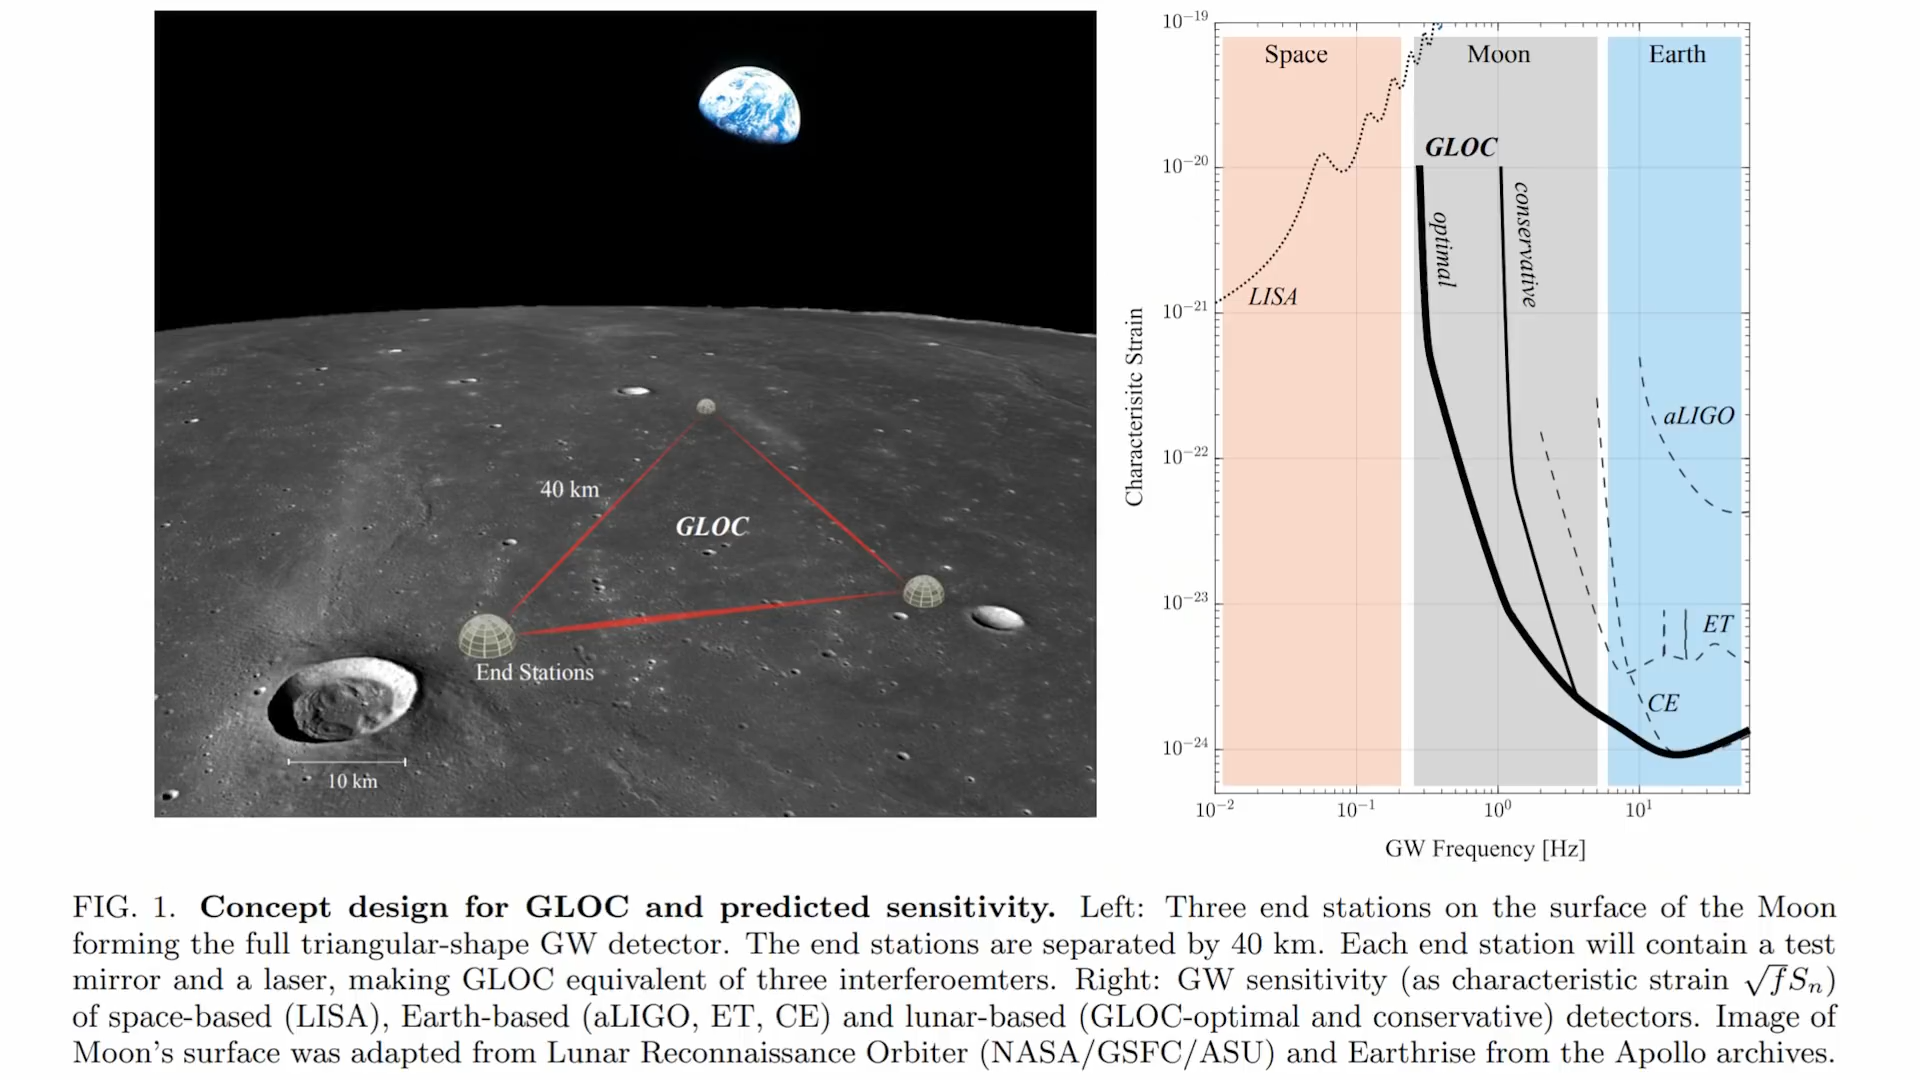 40 km
GLOC
End Stations
10 km
Space
Moon
Earth
GLOC
optimal
conservative
LISA
aLIGO
ET
CE
Characterisitc Strain
10⁻¹⁹
10⁻²⁰
10⁻²¹
10⁻²²
10⁻²³
10⁻²⁴
10⁻²
10⁻¹
10⁰
10¹
GW Frequency [Hz]
FIG. 1. Concept design for GLOC and predicted sensitivity. Left: Three end stations on the surface of the Moon
forming the full triangular-shape GW detector. The end stations are separated by 40 km. Each end station will contain a test
mirror and a laser, making GLOC equivalent of three interferoemters. Right: GW sensitivity (as characteristic strain √fSₙ)
of space-based (LISA), Earth-based (aLIGO, ET, CE) and lunar-based (GLOC-optimal and conservative) detectors. Image of
Moon's surface was adapted from Lunar Reconnaissance Orbiter (NASA/GSFC/ASU) and Earthrise from the Apollo archives.